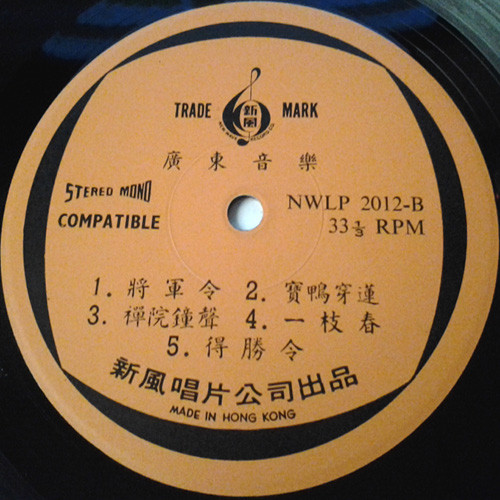 TRADE MARK
新風
廣東音樂
STEREO MONO
COMPATIBLE
NWLP 2012-B
33⅓ RPM
1. 將軍令 2. 寶鴨穿蓮
3. 禪院鐘聲 4. 一枝春
5. 得勝令
新風唱片公司出品
MADE IN HONG KONG